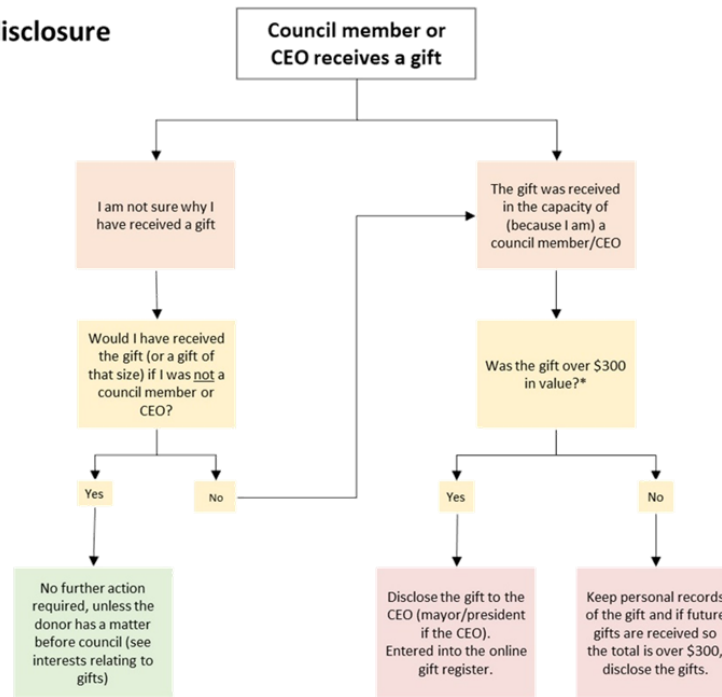 isclosure
Council member or
CEO receives a gift
I am not sure why I
have received a gift
The gift was received
in the capacity of
(because I am) a
council member/CEO
Would I have received
the gift (or a gift of
that size) if I was not a
council member or
CEO?
Was the gift over $300
in value?*
Yes
No
Yes
No
No further action
required, unless the
donor has a matter
before council (see
interests relating to
gifts)
Disclose the gift to the
CEO (mayor/president
if the CEO).
Entered into the online
gift register.
Keep personal records
of the gift and if future
gifts are received so
the total is over $300,
disclose the gifts.